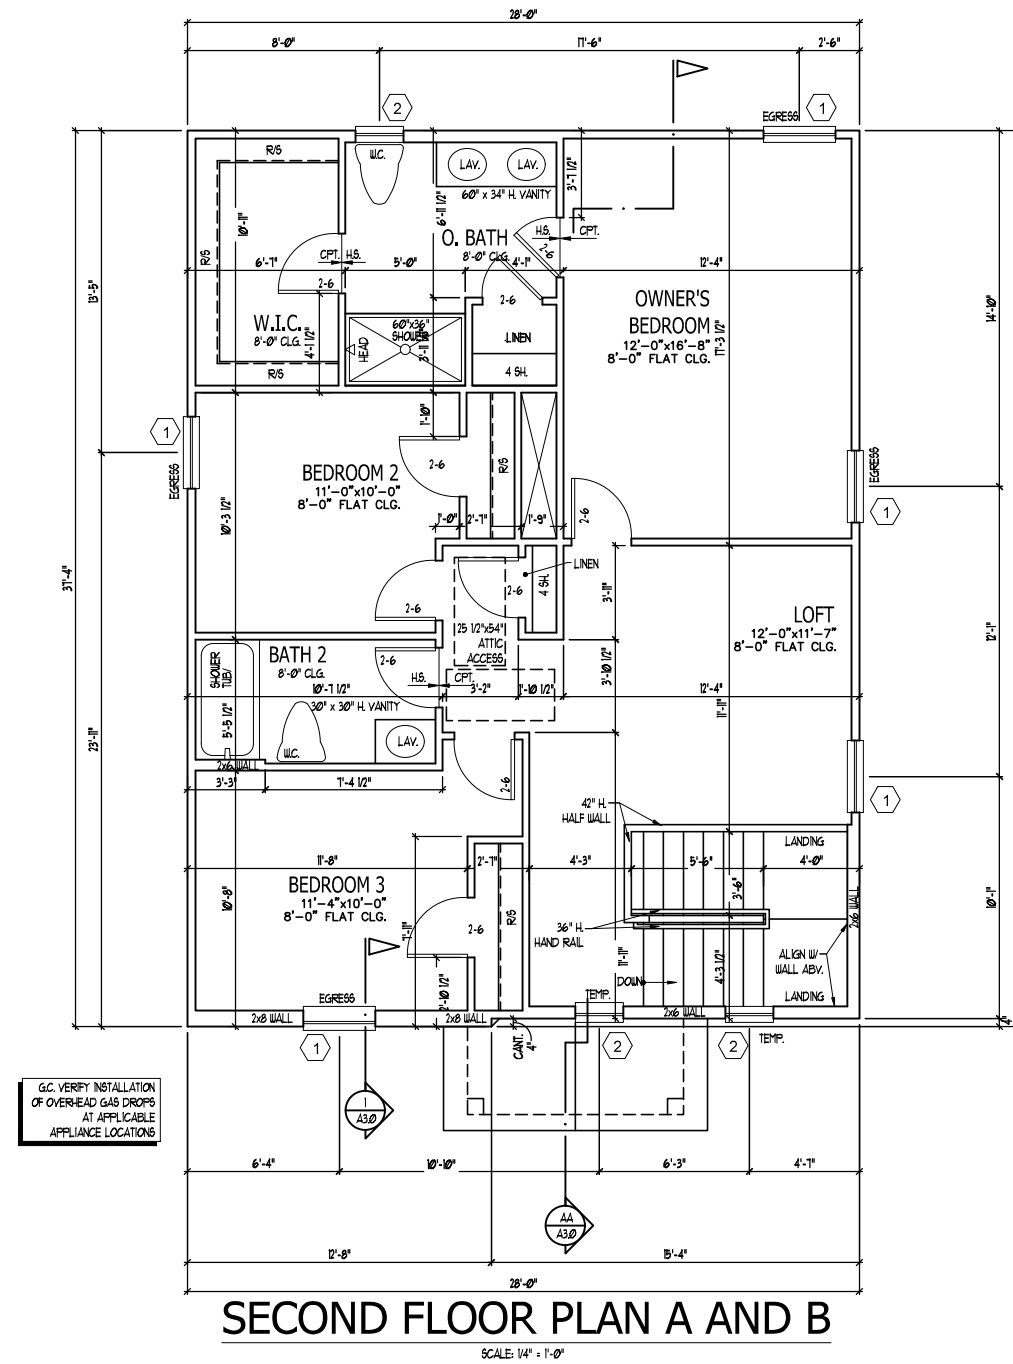 28'-0"
8'-0"
17'-6"
2'-6"
2
EGRESS
1
R/S
W.C.
LAV.
LAV.
60" x 34" H. VANITY
3'-7 1/2"
6'-11 1/2"
10'-11"
R/S
CPT.
H.S.
O. BATH
8'-0" CLG.
H.S.
CPT.
2-6
6'-7"
5'-0"
4'-1"
12'-4"
2-6
2-6
13'-5"
14'-10"
OWNER'S
BEDROOM
12'-0"x16'-8"
8'-0" FLAT CLG.
17'-3 1/2"
W.I.C.
8'-0" CLG.
4'-1 1/2"
60"x36"
SHOWER
HEAD
LINEN
R/S
4 SH.
1'-10"
1
EGRESS
BEDROOM 2
11'-0"x10'-0"
8'-0" FLAT CLG.
2-6
R/S
EGRESS
1
10'-3 1/2"
1'-0"
2'-7"
1'-9"
2-6
37'-4"
LINEN
4 SH.
3'-11"
2-6
2-6
LOFT
12'-0"x11'-7"
8'-0" FLAT CLG.
12'-1"
25 1/2"x54"
ATTIC
ACCESS
SHOWER
TUB/
BATH 2
8'-0" CLG.
2-6
H.S.
CPT.
3'-10 1/2"
10'-7 1/2"
3'-2"
1'-10 1/2"
12'-4"
11'-11"
30" x 30" H. VANITY
5'-5 1/2"
23'-11"
W.C.
LAV.
2x6 WALL
3'-3"
7'-4 1/2"
2-6
1
42" H.
HALF WALL
LANDING
11'-8"
2'-7"
4'-3"
5'-6"
4'-0"
BEDROOM 3
11'-4"x10'-0"
8'-0" FLAT CLG.
10'-8"
3'-6"
2x6 WALL
10'-1"
R/S
2-6
7'-11"
36" H.
HAND RAIL
11'-11"
4'-3 1/2"
ALIGN W/
WALL ABV.
DOWN
2'-10 1/2"
EGRESS
TEMP.
LANDING
2x8 WALL
2x8 WALL
2x6 WALL
4"
1
CANT.
4"
2
2
TEMP.
G.C. VERIFY INSTALLATION
OF OVERHEAD GAS DROPS
AT APPLICABLE
APPLIANCE LOCATIONS
1
A3.0
6'-4"
10'-10"
6'-3"
4'-7"
AA
A3.0
12'-8"
15'-4"
28'-0"
SECOND FLOOR PLAN A AND B
SCALE: 1/4" = 1'-0"